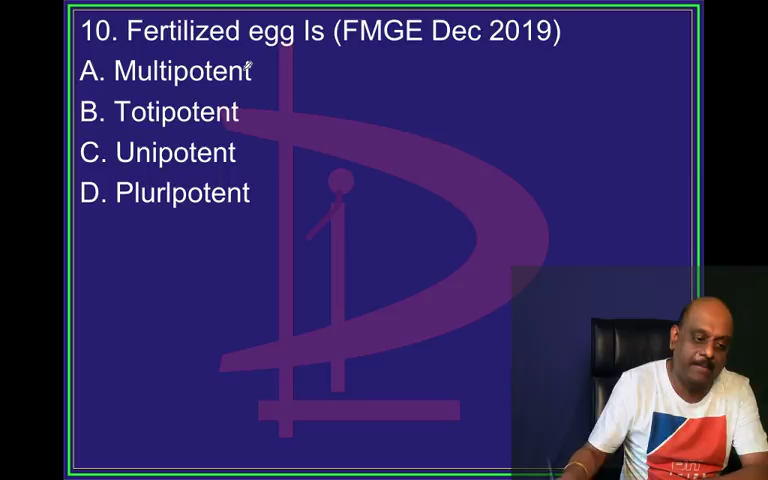 10. Fertilized egg Is (FMGE Dec 2019)
A. Multipotent
B. Totipotent
C. Unipotent
D. Plurlpotent